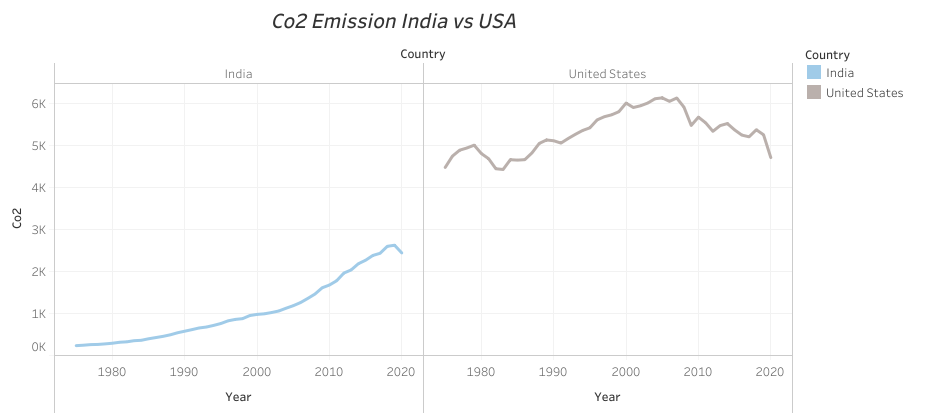 Co2 Emission India vs USA
Country
India
United States
Country
India
United States
Co2
6K
5K
4K
3K
2K
1K
0K
1980 1990 2000 2010 2020
1980 1990 2000 2010 2020
Year
Year